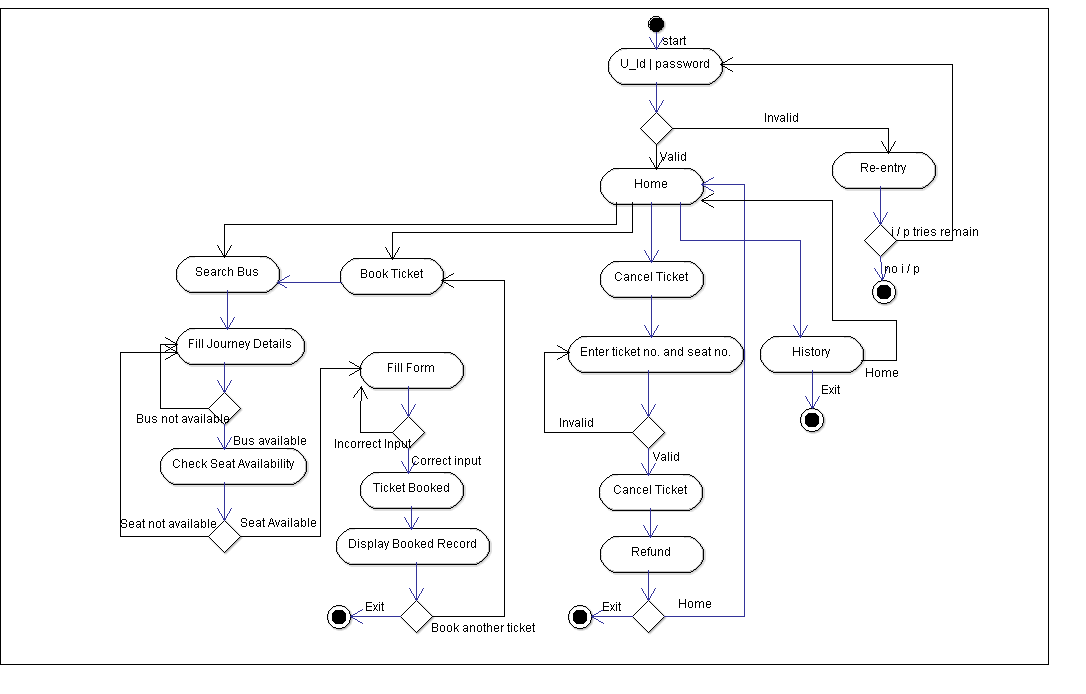 start
U_Id | password
Invalid
Valid
Re-entry
Home
i / p tries remain
no i / p
Search Bus
Book Ticket
Cancel Ticket
Fill Journey Details
Enter ticket no. and seat no.
History
Fill Form
Home
Exit
Bus not available
Bus available
Invalid
Incorrect Input
Correct input
Valid
Check Seat Availability
Ticket Booked
Cancel Ticket
Seat not available
Seat Available
Display Booked Record
Refund
Exit
Book another ticket
Exit
Home